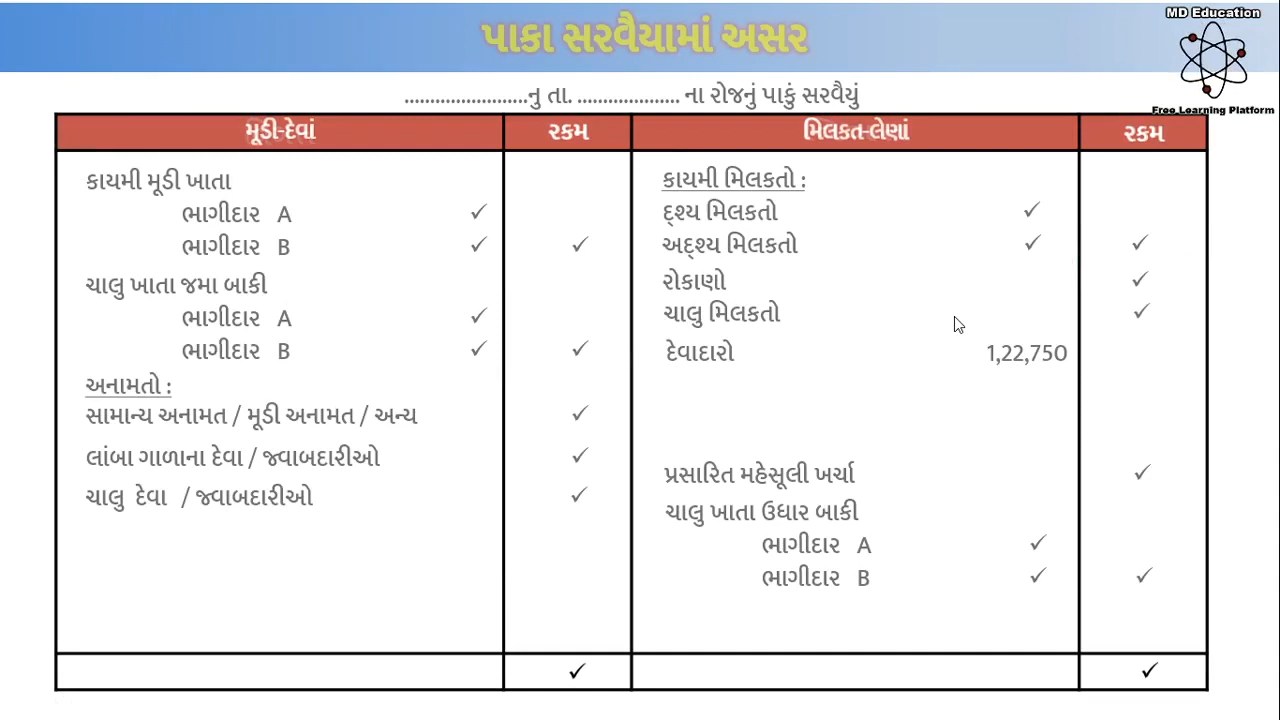 પાકા સરવૈયામાં અસર
MD Education
Free Learning Platform
........................નુ તા. .................... ના રોજનું પાકું સરવૈયું
મૂડી-દેવાં રકમ મિલકત-લેણાં રકમ
કાયમી મૂડી ખાતા
ભાગીદાર A ✓
ભાગીદાર B ✓ ✓
ચાલુ ખાતા જમા બાકી
ભાગીદાર A ✓
ભાગીદાર B ✓ ✓
અનામતો :
સામાન્ય અનામત / મૂડી અનામત / અન્ય ✓
લાંબા ગાળાના દેવા / જ્વાબદારીઓ ✓
ચાલુ દેવા / જ્વાબદારીઓ ✓
✓
કાયમી મિલકતો :
દ્શ્ય મિલકતો ✓
અદ્શ્ય મિલકતો ✓ ✓
રોકાણો ✓
ચાલુ મિલકતો ✓
દેવાદારો 1,22,750
પ્રસારિત મહેસૂલી ખર્ચા ✓
ચાલુ ખાતા ઉધાર બાકી
ભાગીદાર A ✓
ભાગીદાર B ✓ ✓
✓